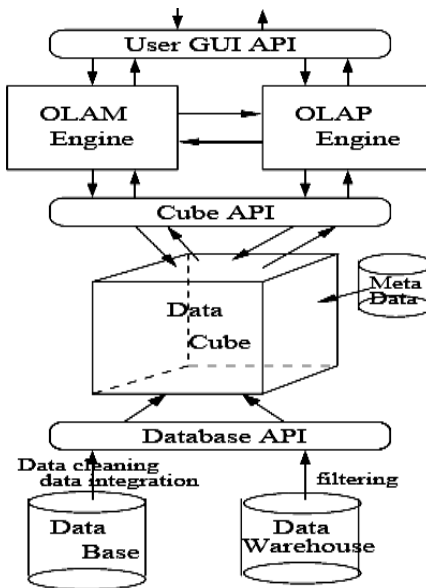 User GUI API
OLAM
Engine
OLAP
Engine
Cube API
Data
Cube
Meta
Data
Database API
Data cleaning
data integration
filtering
Data
Base
Data
Warehouse